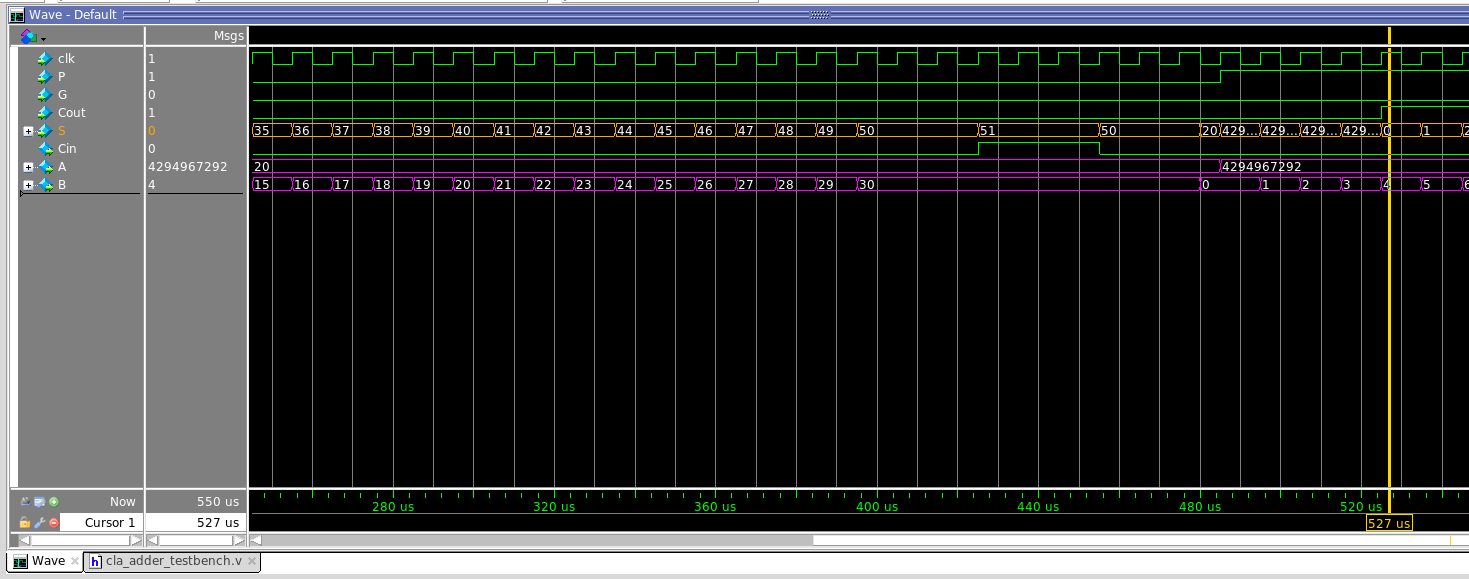 Wave - Default
Msgs
clk 1
P 1
G 0
Cout 1
S 0 35 36 37 38 39 40 41 42 43 44 45 46 47 48 49 50 51 50 20 429... 429... 429... 429... 0 1 2
Cin 0
A 4294967292 20 4294967292
B 4 15 16 17 18 19 20 21 22 23 24 25 26 27 28 29 30 0 1 2 3 4 5 6
Now 550 us 280 us 320 us 360 us 400 us 440 us 480 us 520 us
Cursor 1 527 us 527 us
Wave h cla_adder_testbench.v